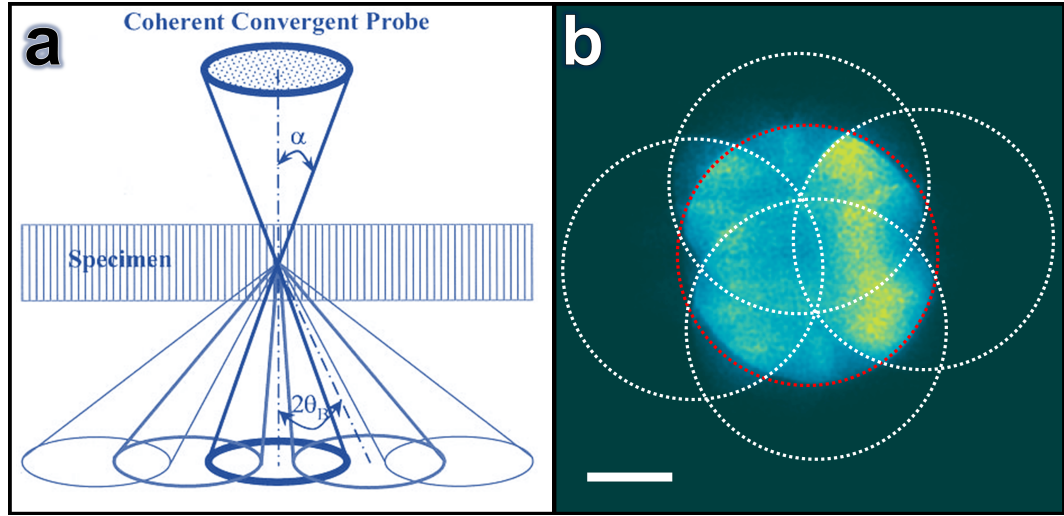 a
Coherent Convergent Probe
α
Specimen
2θB
b